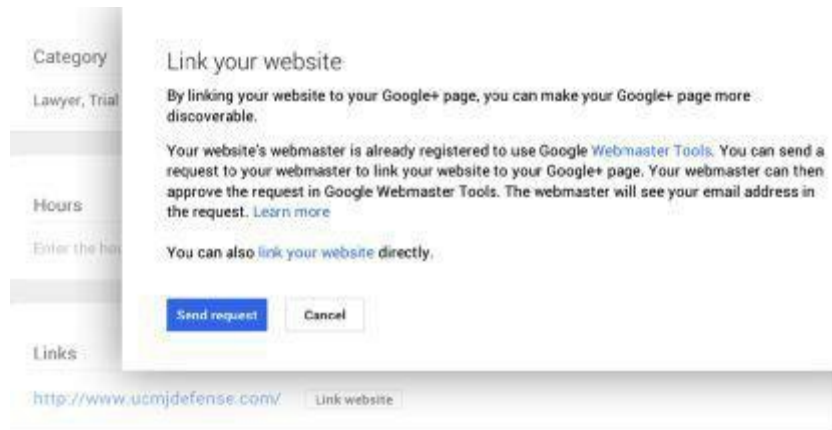 Category
Lawyer, Trial
Hours
Enter the hou
Links
http://www.ucmjdefense.com/ Link website
Link your website
By linking your website to your Google+ page, you can make your Google+ page more
discoverable.
Your website's webmaster is already registered to use Google Webmaster Tools. You can send a
request to your webmaster to link your website to your Google+ page. Your webmaster can then
approve the request in Google Webmaster Tools. The webmaster will see your email address in
the request. Learn more
You can also link your website directly.
Send request Cancel